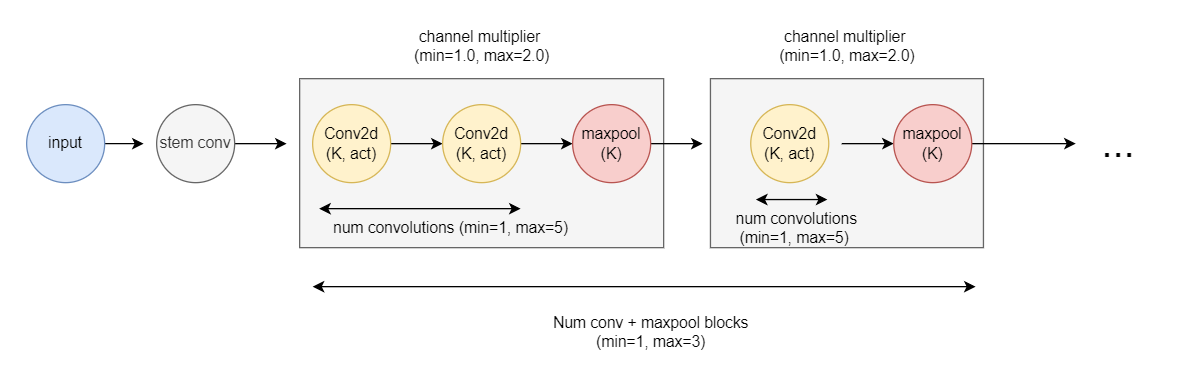 channel multiplier
(min=1.0, max=2.0)
channel multiplier
(min=1.0, max=2.0)
input
stem conv
Conv2d
(K, act)
Conv2d
(K, act)
maxpool
(K)
Conv2d
(K, act)
maxpool
(K)
...
num convolutions (min=1, max=5)
num convolutions
(min=1, max=5)
Num conv + maxpool blocks
(min=1, max=3)